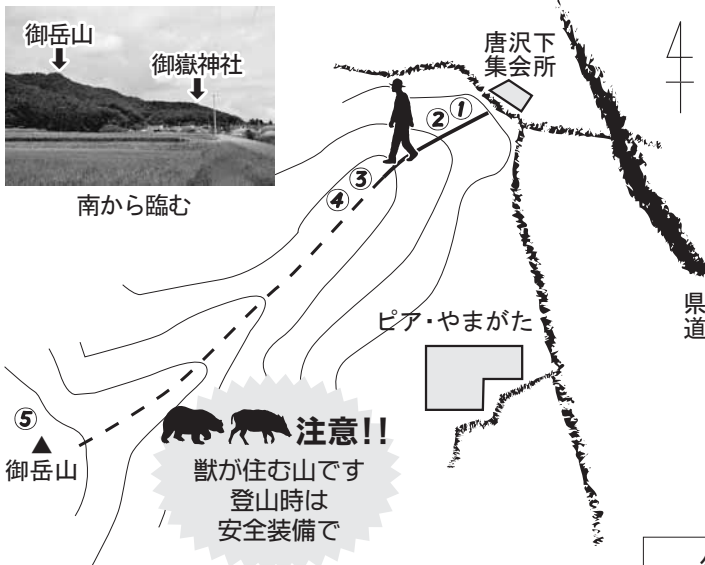 御岳山
御嶽神社
南から臨む
唐沢下
集会所
①
②
③
④
⑤
御岳山
県道
ピア・やまがた
注意!!
獣が住む山です
登山時は
安全装備で